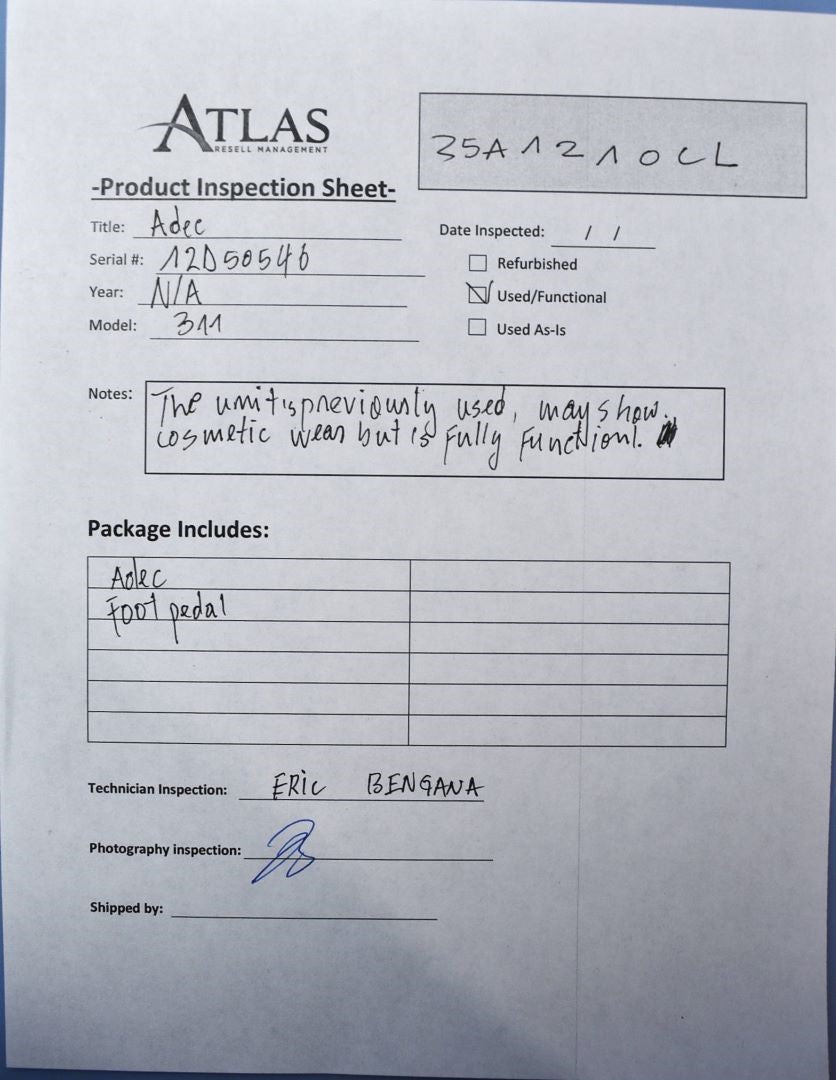 ATLAS
RESELL MANAGEMENT
35A1210CL
-Product Inspection Sheet-
Title: Adec
Date Inspected: / /
Serial #: 12D50546
Refurbished
Year: N/A
Used/Functional
Model: 311
Used As-Is
Notes: The unit is previously used, may show.
cosmetic wear but is fully functionl.
Package Includes:
Adec
Foot pedal
Technician Inspection: ERIC BENGANA
Photography inspection:
Shipped by: